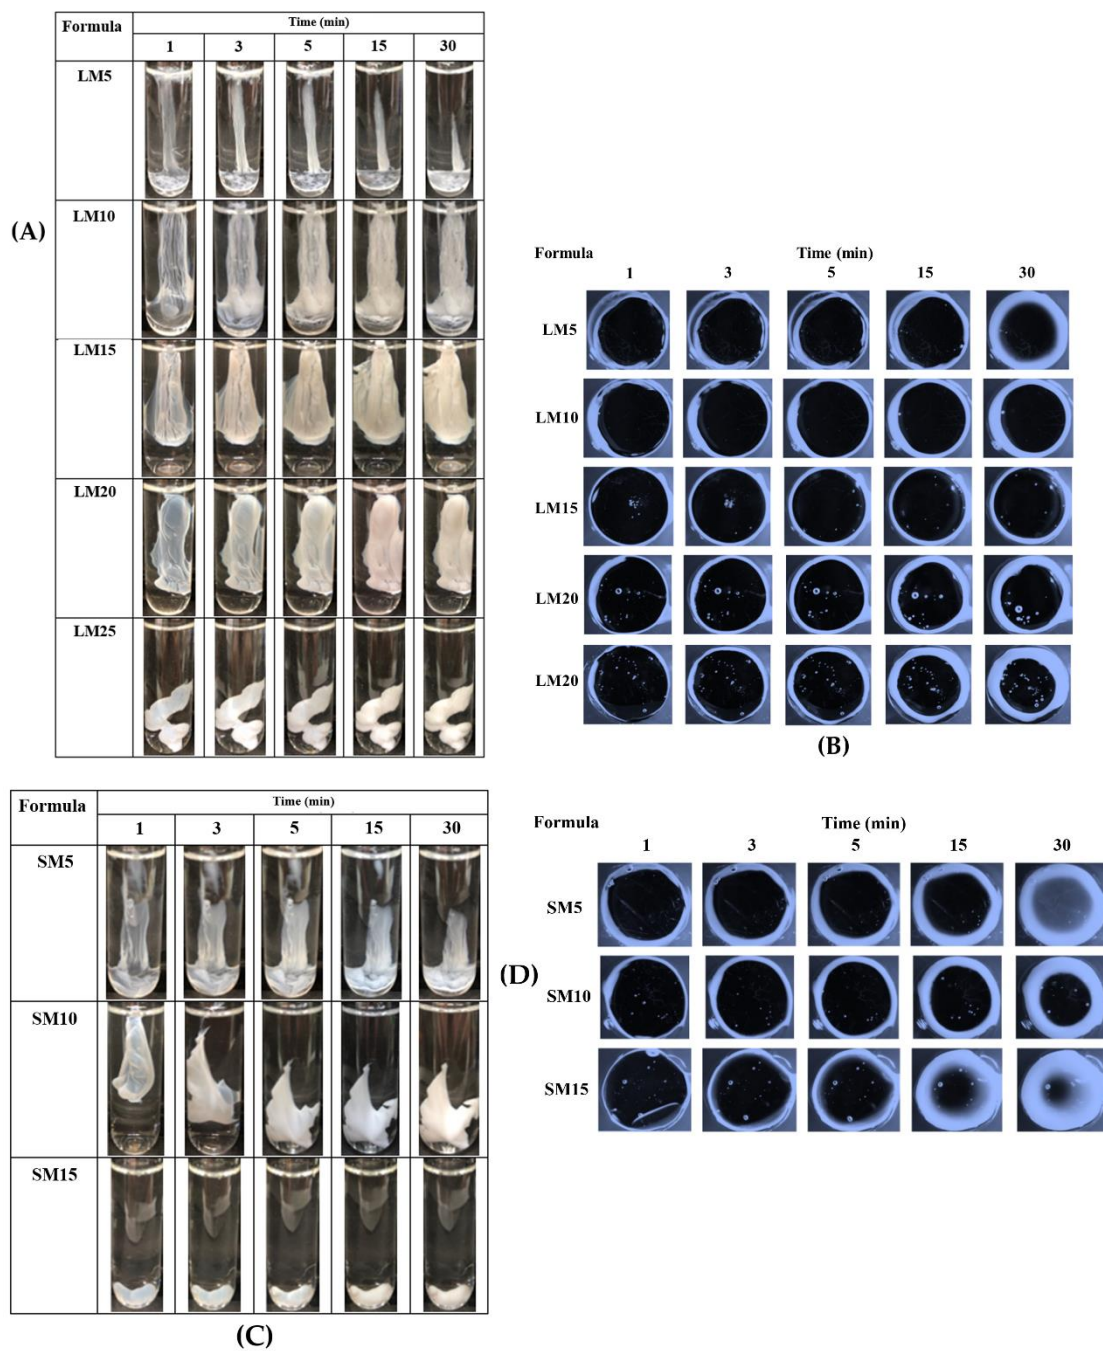 Formula
Time (min)
1 3 5 15 30
LM5
LM10
LM15
LM20
LM25
(A)
Formula Time (min)
1 3 5 15 30
LM5
LM10
LM15
LM20
LM20
(B)
Formula
Time (min)
1 3 5 15 30
SM5
SM10
SM15
(C)
Formula Time (min)
1 3 5 15 30
SM5
SM10
SM15
(D)